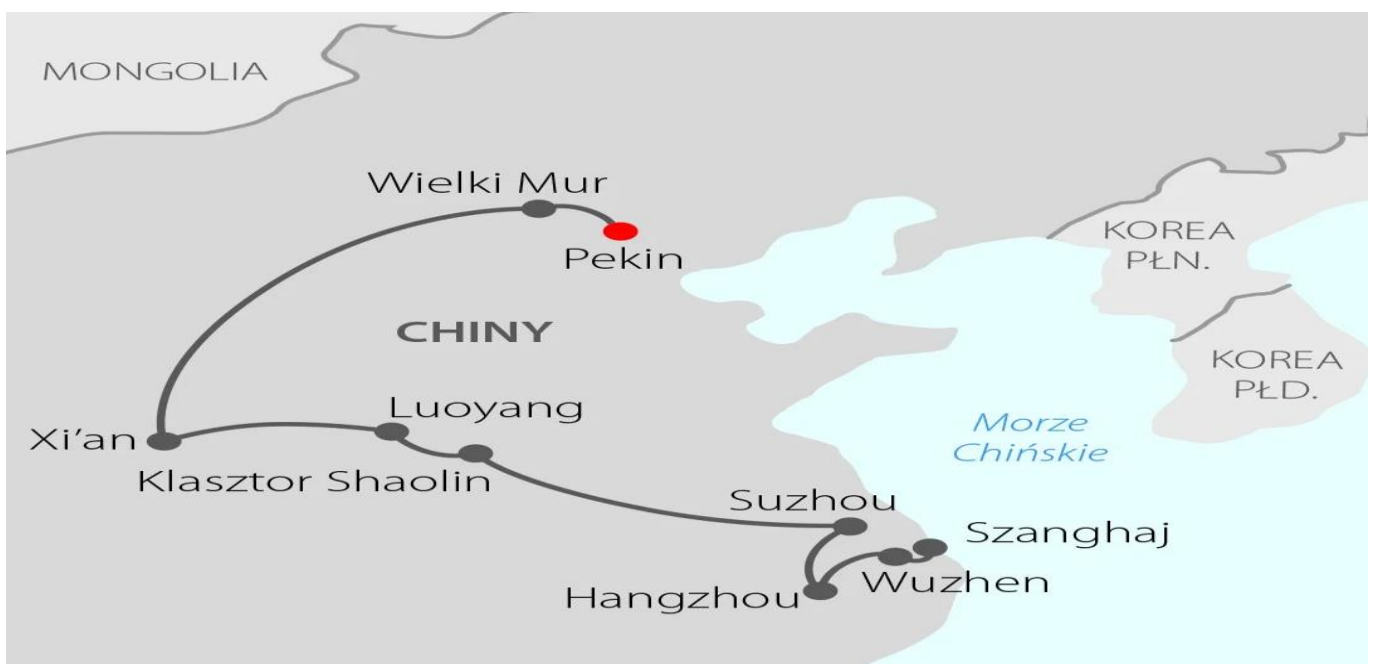 MONGOLIA
Wielki Mur
Pekin
KOREA
PŁN.
CHINY
KOREA
PŁD.
Luoyang
Xi'an
Klasztor Shaolin
Morze
Chińskie
Suzhou
Szanghaj
Wuzhen
Hangzhou